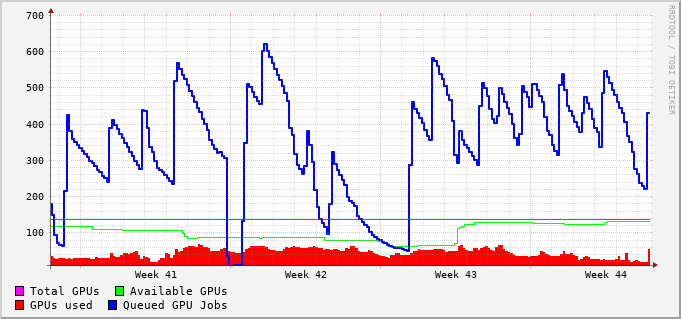 700
600
500
400
300
200
100
Week 41 Week 42 Week 43 Week 44
Total GPUs Available GPUs
GPUs used Queued GPU Jobs
RRDTOOL / TOBI OETIKER